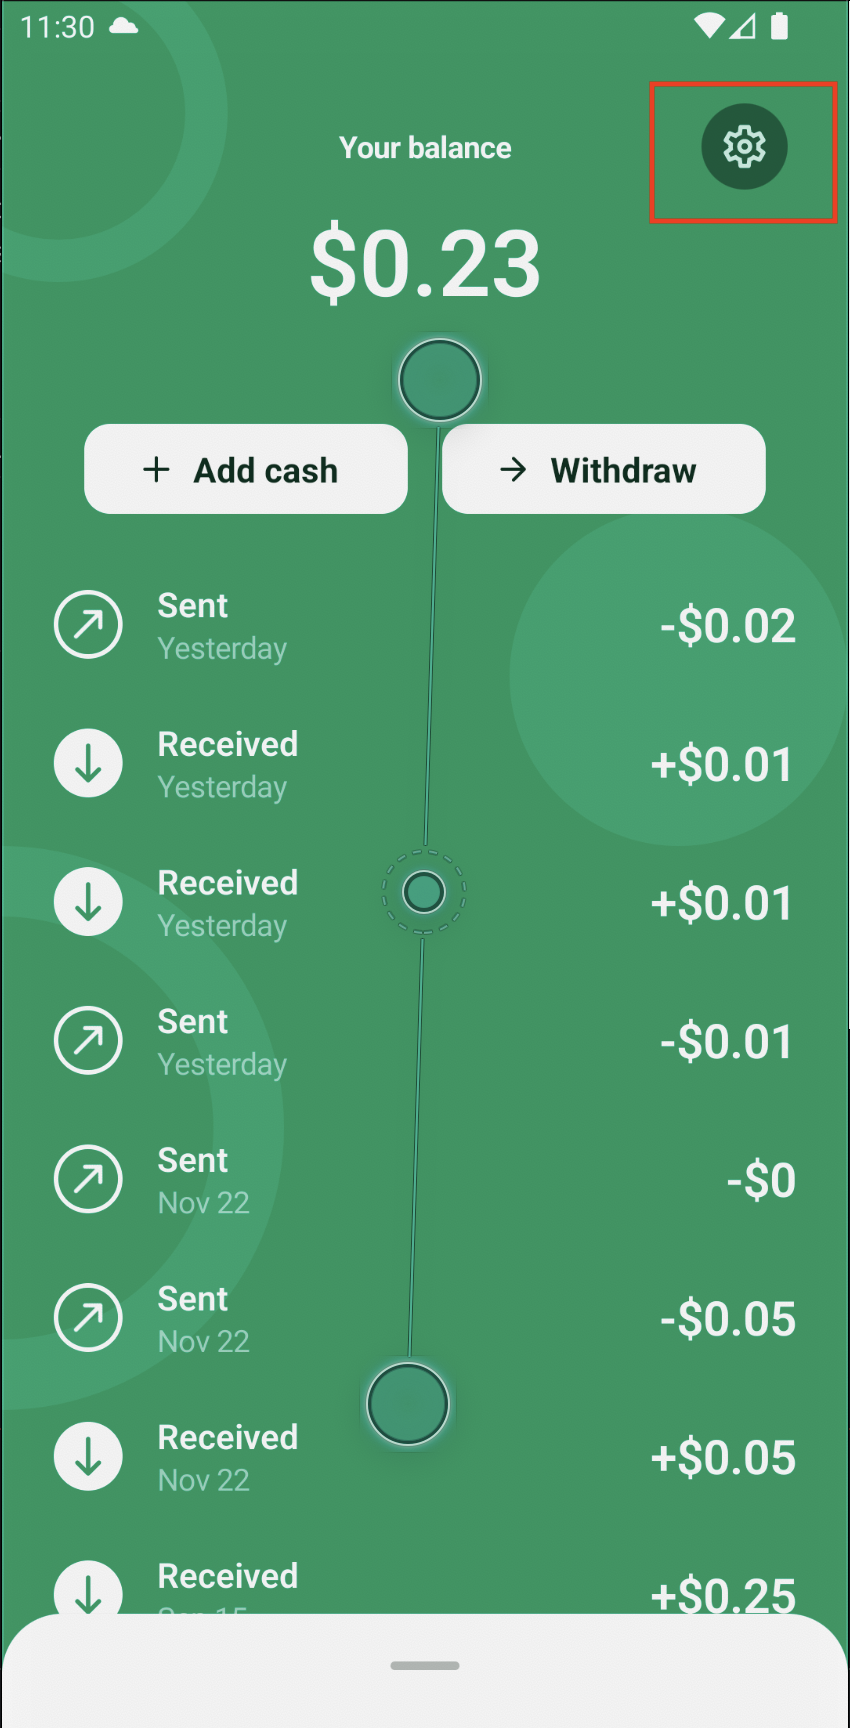 11:30
Your balance
$0.23
Add cash
Withdraw
Sent
Yesterday
-$0.02
Received
Yesterday
+$0.01
Received
Yesterday
+$0.01
Sent
Yesterday
-$0.01
Sent
Nov 22
-$0
Sent
Nov 22
-$0.05
Received
Nov 22
+$0.05
Received
+$0.25